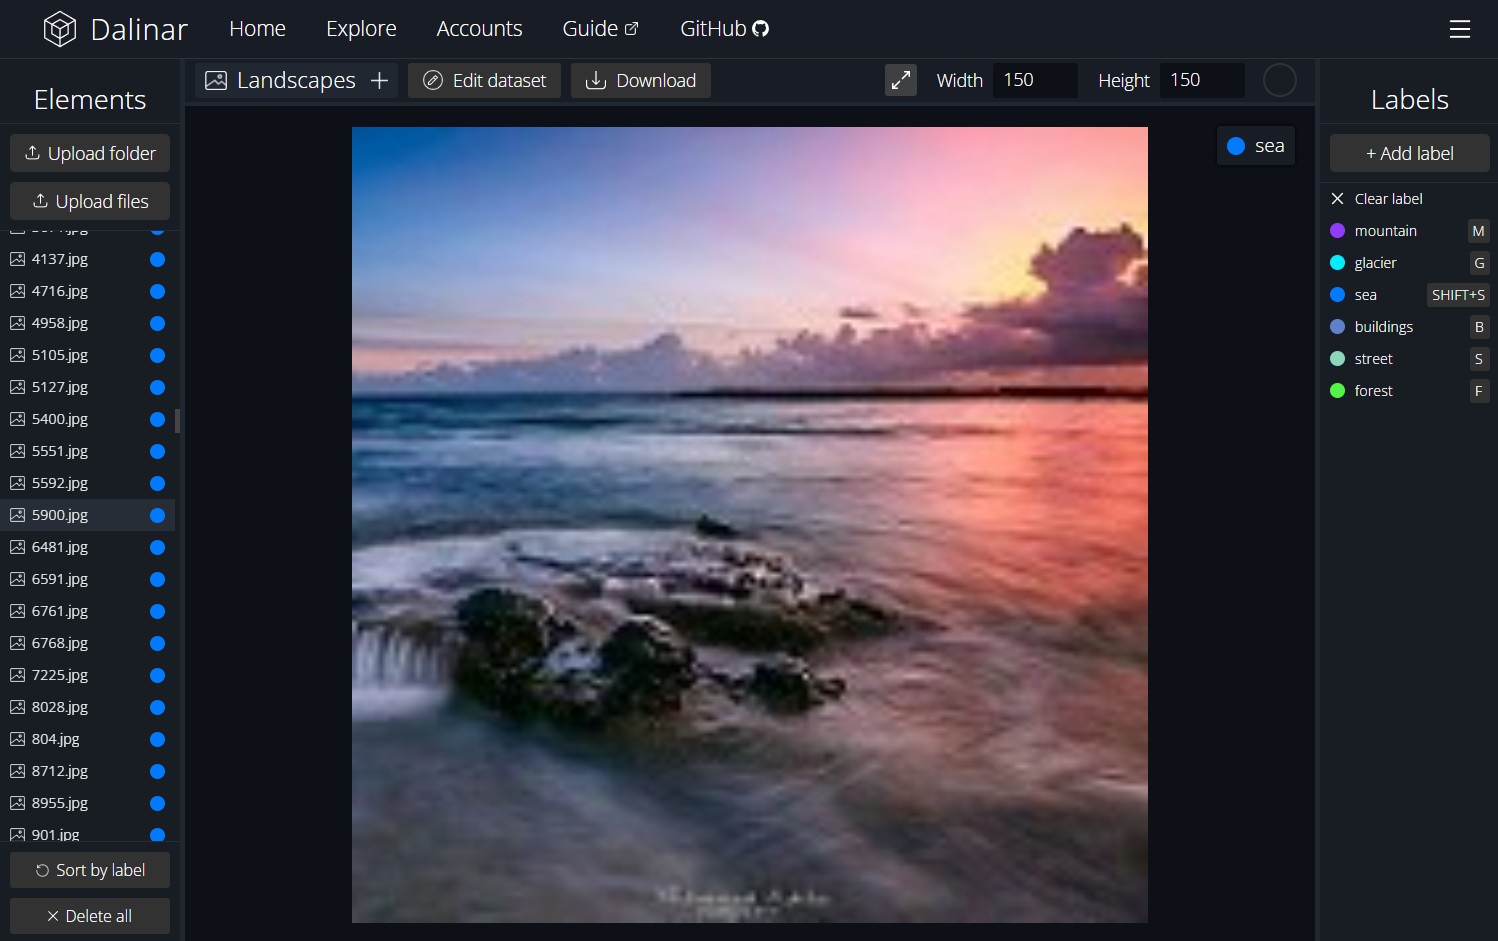 Dalinar
Home
Explore
Accounts
Guide
GitHub
Elements
Upload folder
Upload files
4137.jpg
4716.jpg
4958.jpg
5105.jpg
5127.jpg
5400.jpg
5551.jpg
5592.jpg
5900.jpg
6481.jpg
6591.jpg
6761.jpg
6768.jpg
7225.jpg
8028.jpg
804.jpg
8712.jpg
8955.jpg
901.jpg
Sort by label
Delete all
Landscapes +
Edit dataset
Download
Width 150
Height 150
sea
Labels
+ Add label
Clear label
mountain M
glacier G
sea SHIFT+S
buildings B
street S
forest F